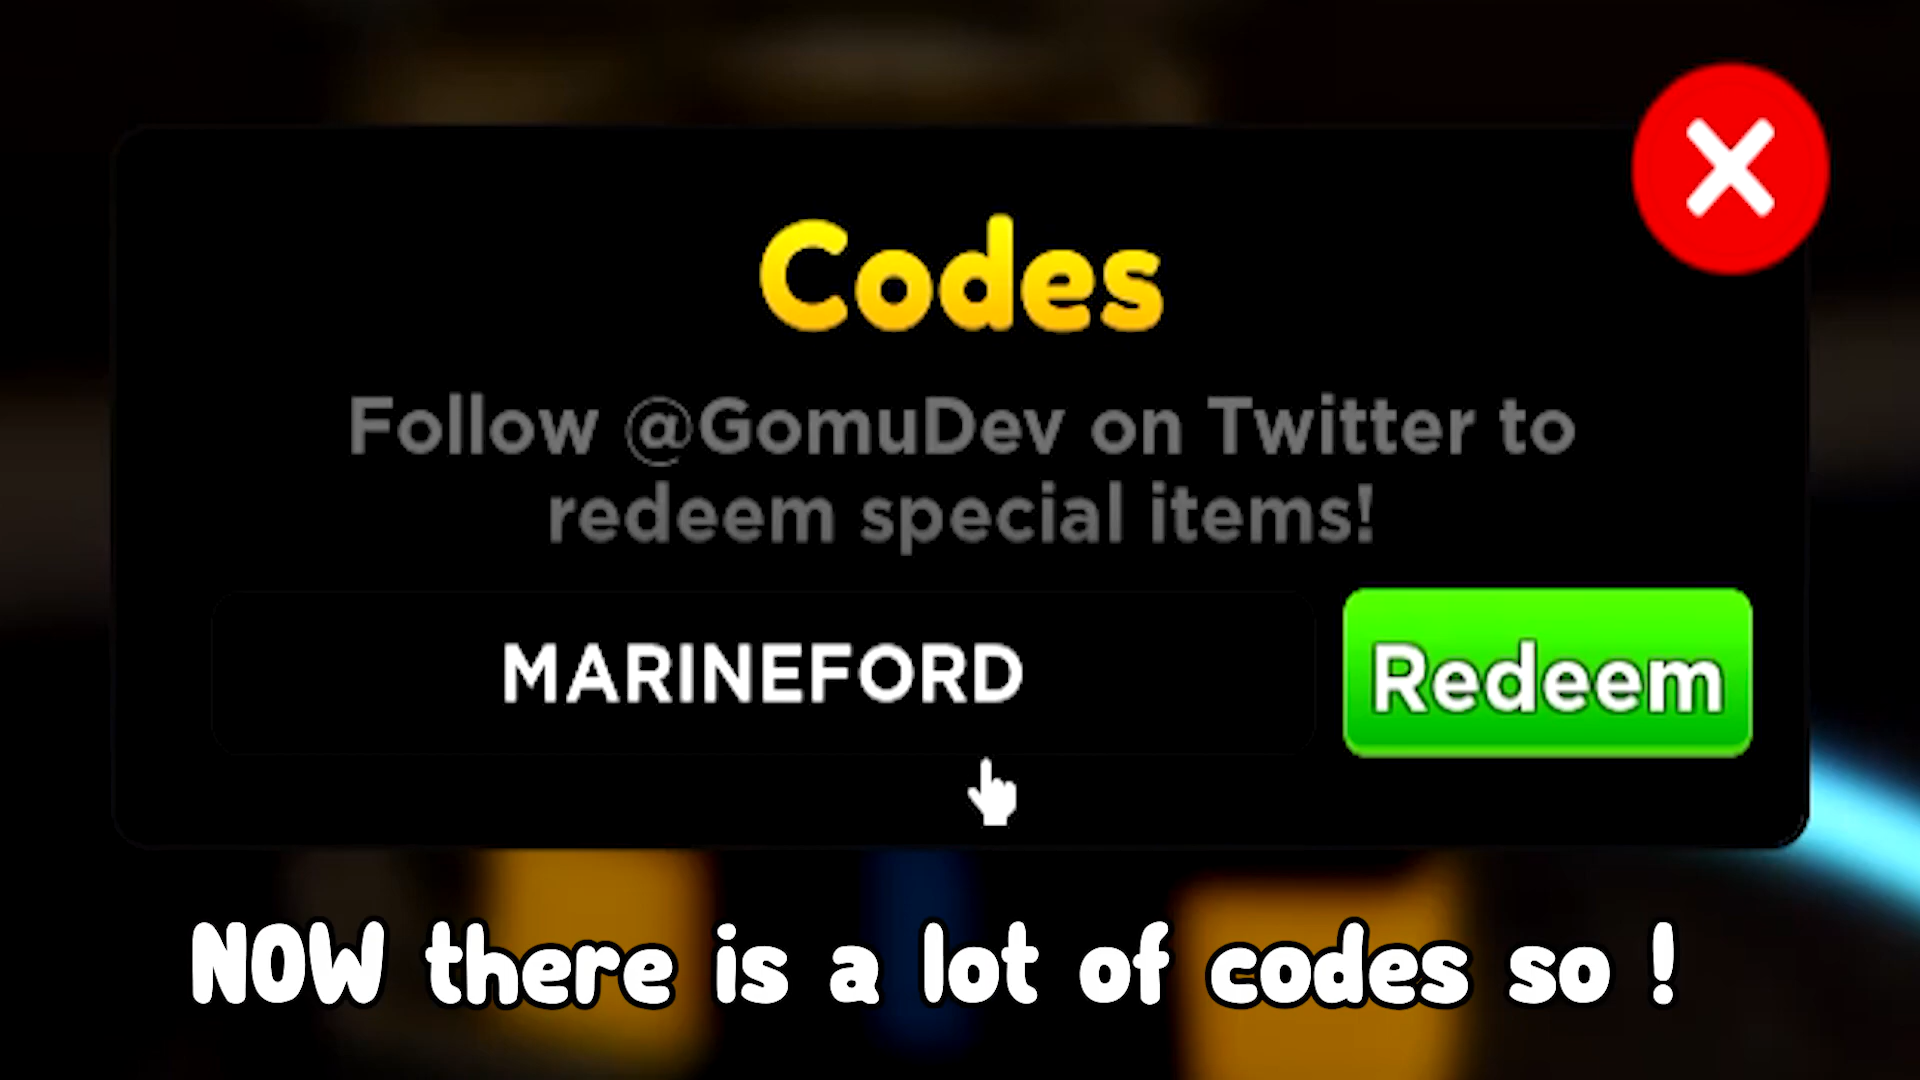 Codes
Follow @GomuDev on Twitter to
redeem special items!
MARINEFORD
Redeem
NOW there is a lot of codes so !